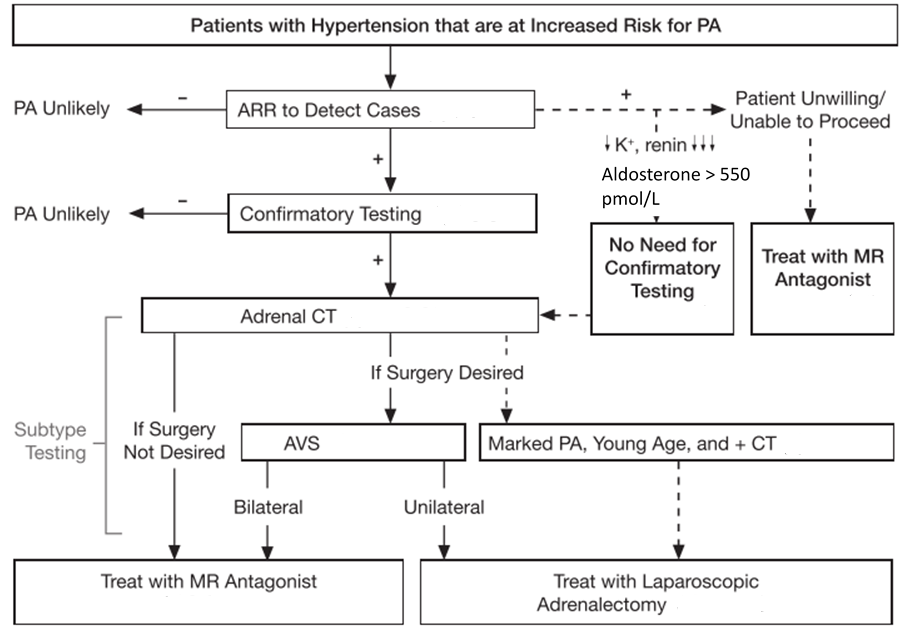 Patients with Hypertension that are at Increased Risk for PA
PA Unlikely
–
ARR to Detect Cases
+
Patient Unwilling/
Unable to Proceed
↓K⁺, renin ↓↓↓
+
Aldosterone > 550
pmol/L
PA Unlikely
–
Confirmatory Testing
No Need for
Confirmatory
Testing
Treat with MR
Antagonist
+
Adrenal CT
If Surgery Desired
Subtype
Testing
If Surgery
Not Desired
AVS
Marked PA, Young Age, and + CT
Bilateral
Unilateral
Treat with MR Antagonist
Treat with Laparoscopic
Adrenalectomy